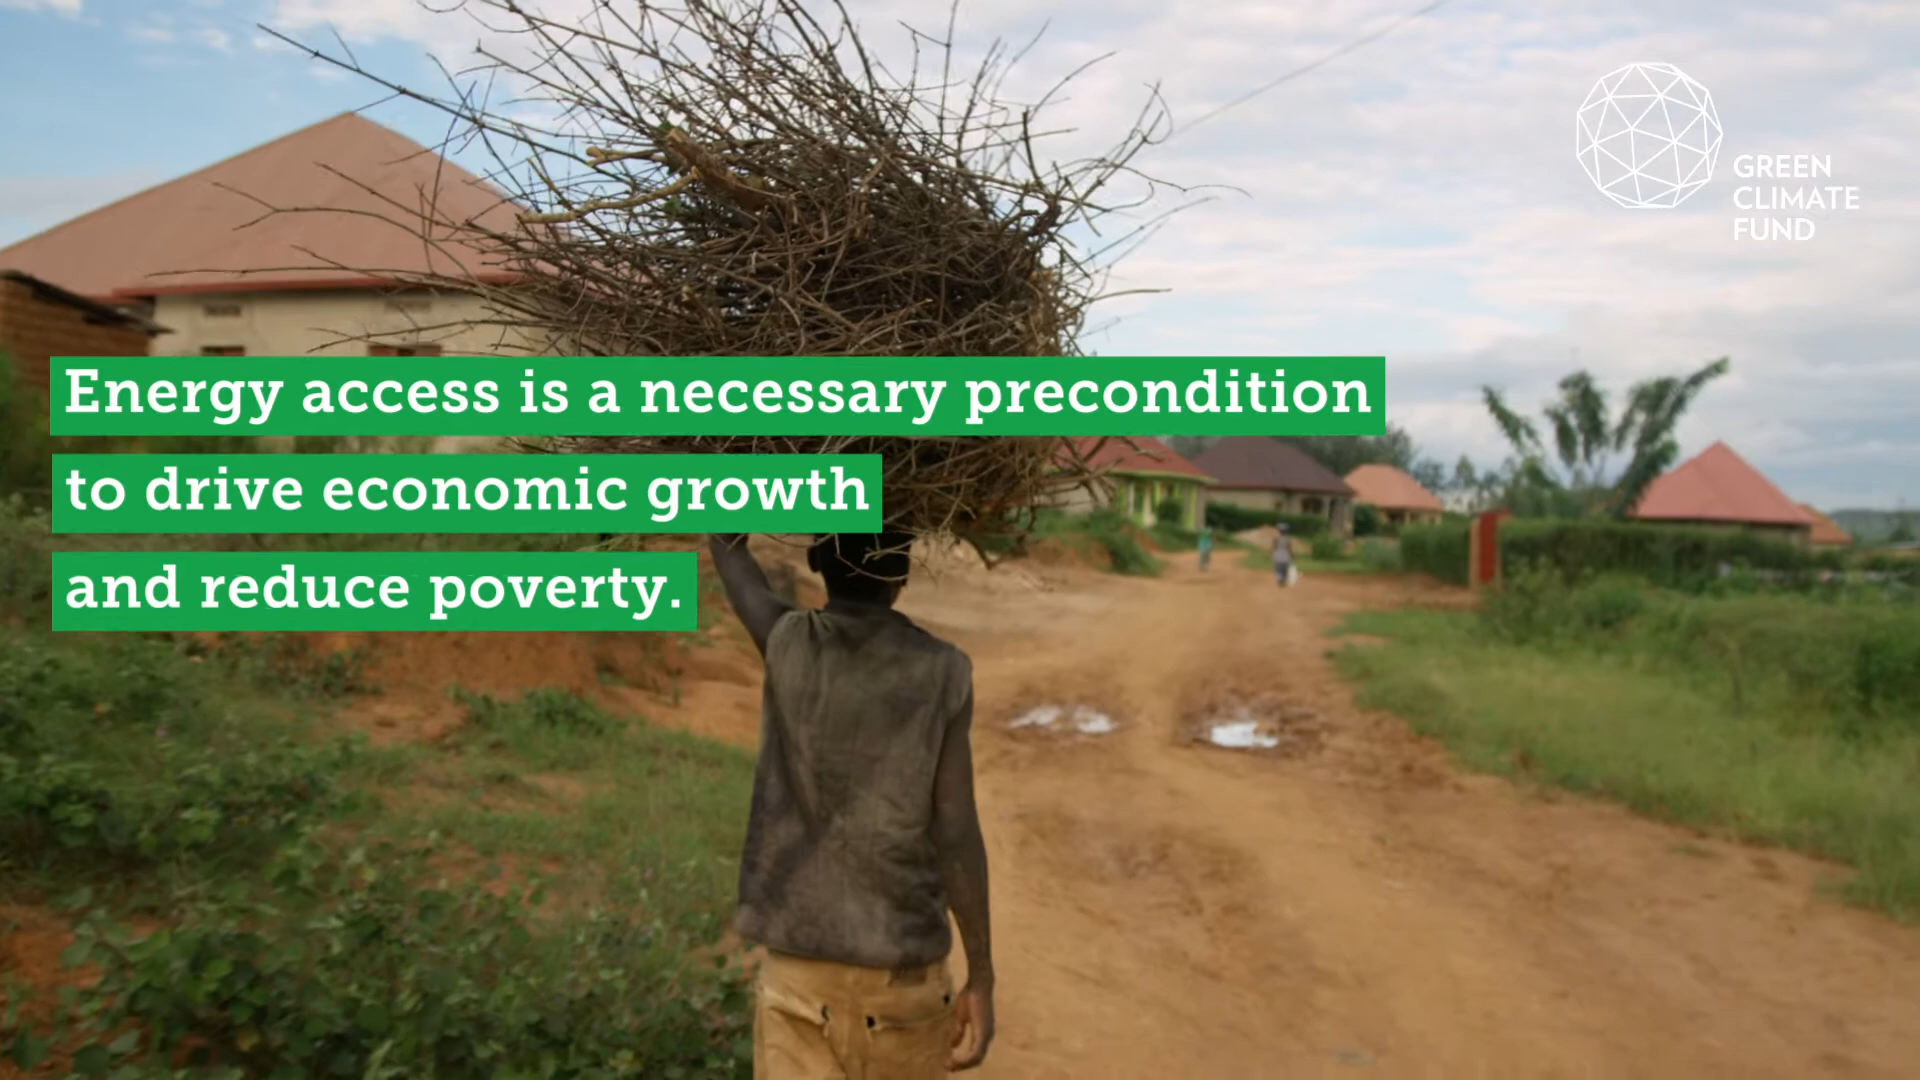 GREEN
CLIMATE
FUND
Energy access is a necessary precondition
to drive economic growth
and reduce poverty.